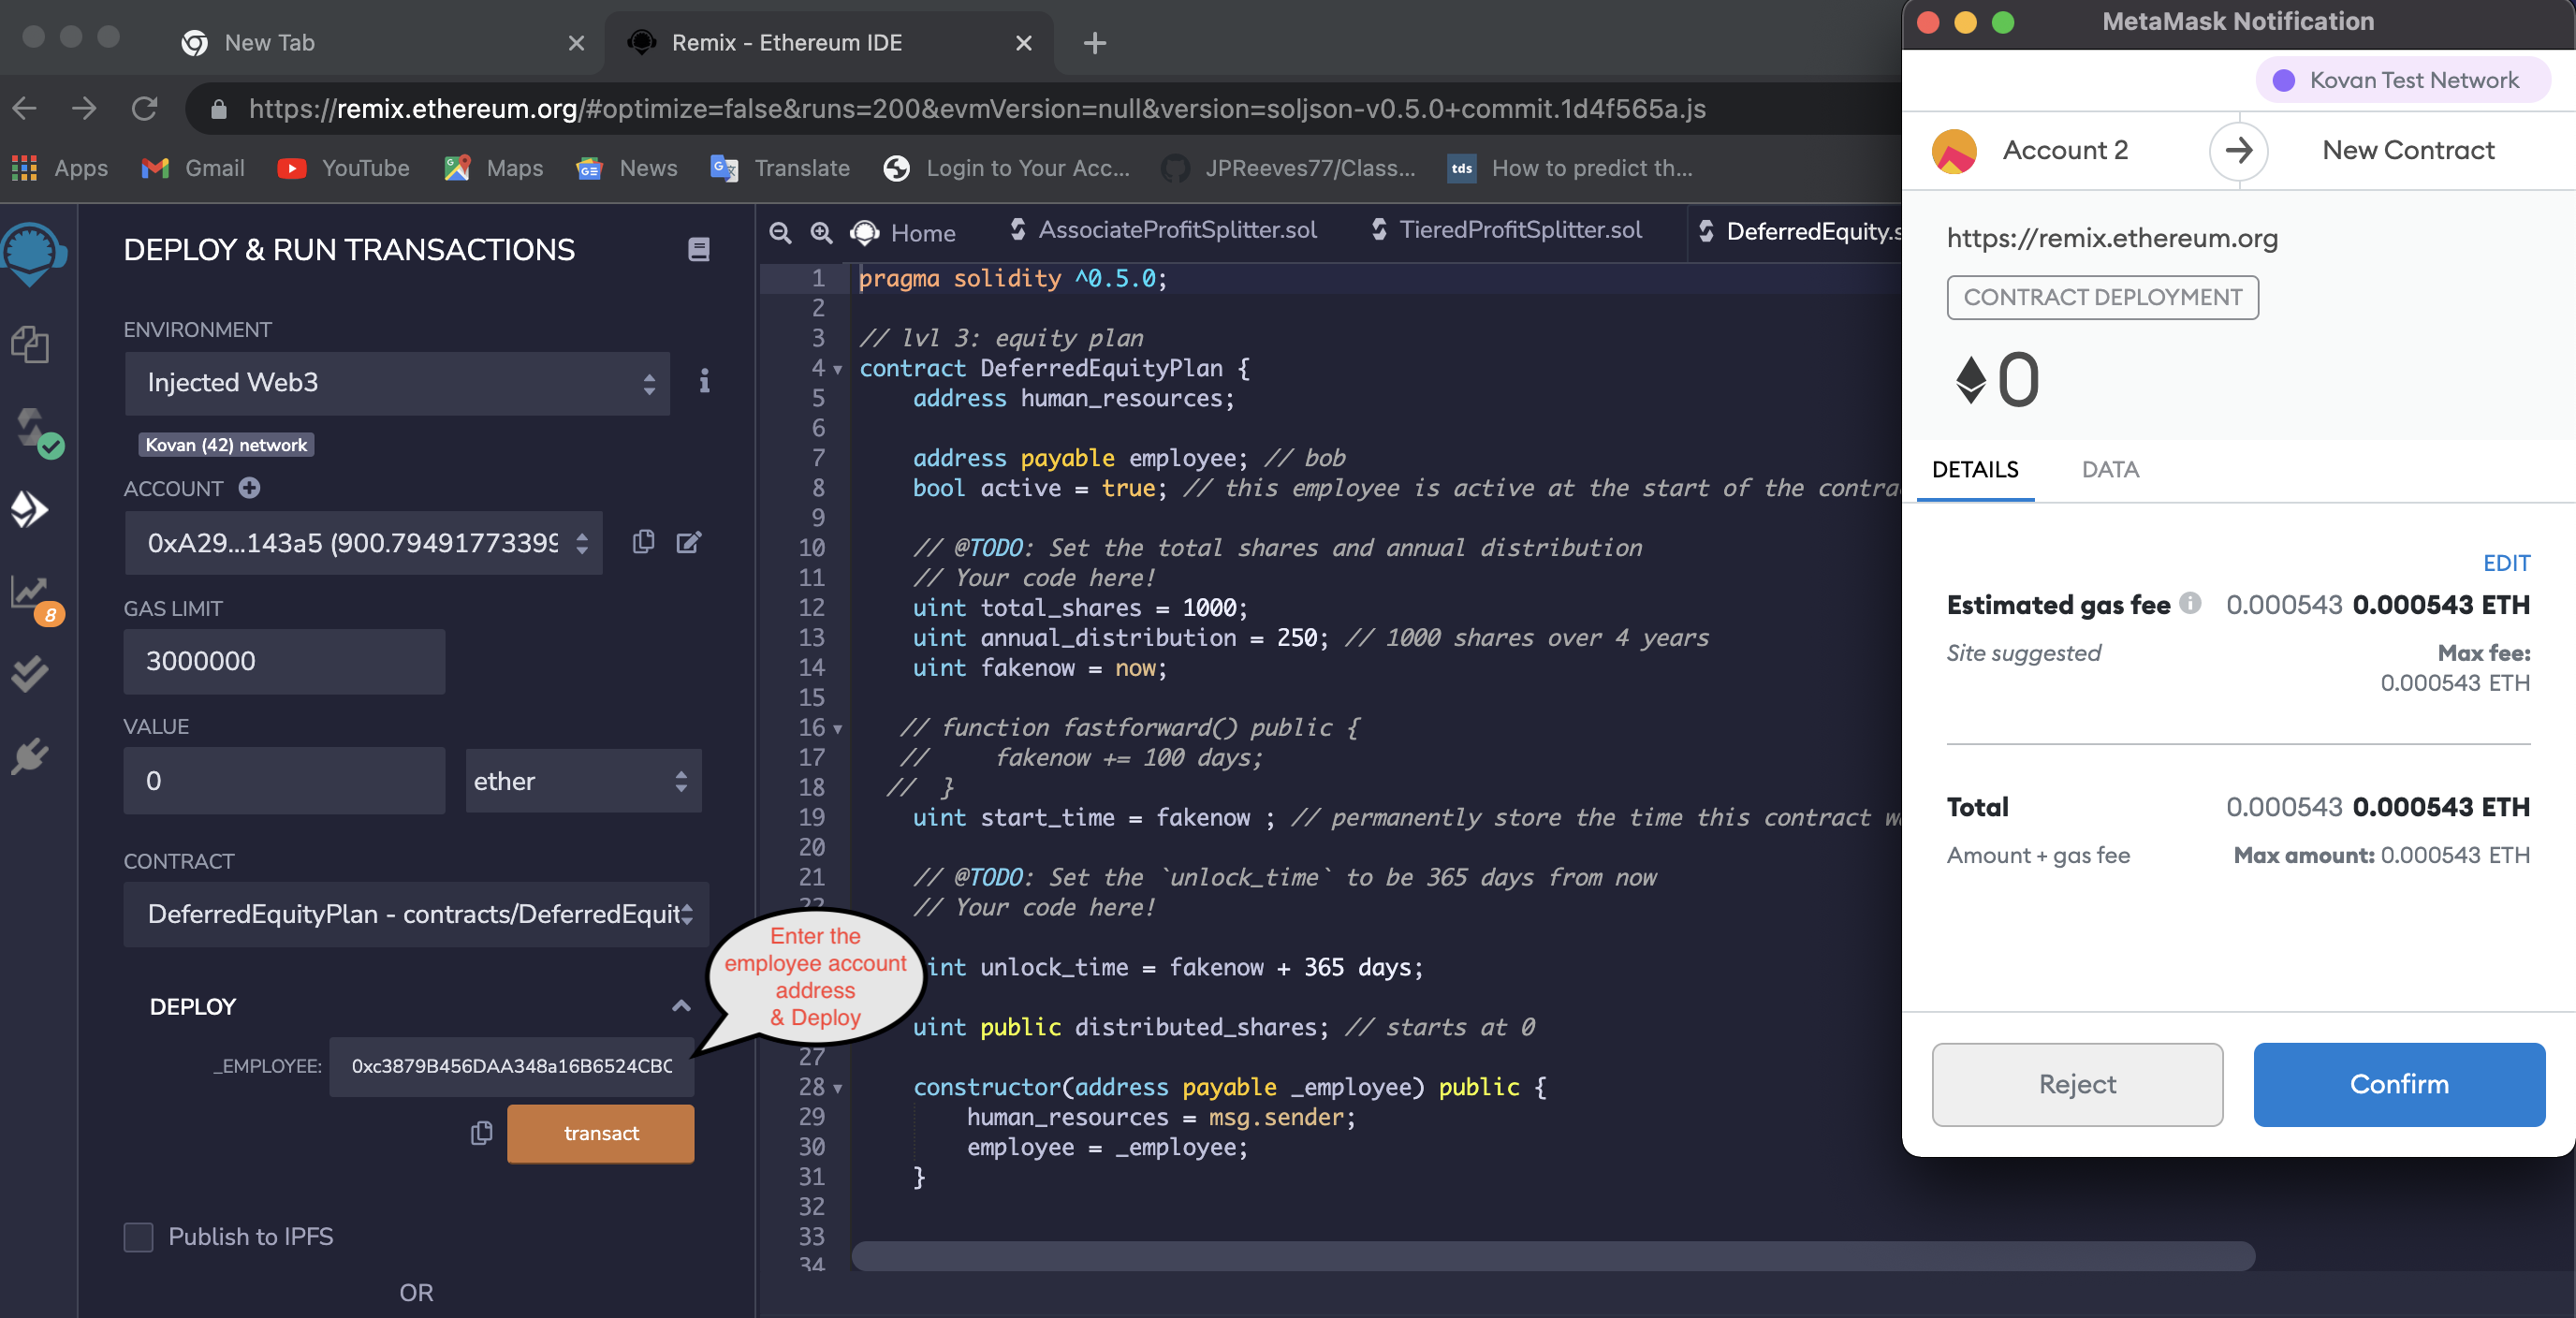 New Tab
Remix - Ethereum IDE
MetaMask Notification
https://remix.ethereum.org/#optimize=false&runs=200&evmVersion=null&version=soljson-v0.5.0+commit.1d4f565a.js
Apps
Gmail
YouTube
Maps
News
Translate
Login to Your Acc...
JPReeves77/Class...
tds
How to predict th...
DEPLOY & RUN TRANSACTIONS
ENVIRONMENT
Injected Web3
Kovan (42) network
ACCOUNT
0xA29...143a5 (900.79491773399
GAS LIMIT
3000000
VALUE
0
ether
CONTRACT
DeferredEquityPlan - contracts/DeferredEquit
DEPLOY
_EMPLOYEE:
0xc3879B456DAA348a16B6524CBC
transact
Publish to IPFS
OR
8
Enter the
employee account
address
& Deploy
Home
AssociateProfitSplitter.sol
TieredProfitSplitter.sol
DeferredEquity.s
1 pragma solidity ^0.5.0;
2
3 // lvl 3: equity plan
4 contract DeferredEquityPlan {
5 address human_resources;
6
7 address payable employee; // bob
8 bool active = true; // this employee is active at the start of the contra
9
10 // @TODO: Set the total shares and annual distribution
11 // Your code here!
12 uint total_shares = 1000;
13 uint annual_distribution = 250; // 1000 shares over 4 years
14 uint fakenow = now;
15
16 // function fastforward() public {
17 // fakenow += 100 days;
18 // }
19 uint start_time = fakenow ; // permanently store the time this contract w
20
21 // @TODO: Set the `unlock_time` to be 365 days from now
22 // Your code here!
int unlock_time = fakenow + 365 days;
uint public distributed_shares; // starts at 0
27
28 constructor(address payable _employee) public {
29 human_resources = msg.sender;
30 employee = _employee;
31 }
32
33
34
Kovan Test Network
Account 2
New Contract
https://remix.ethereum.org
CONTRACT DEPLOYMENT
0
DETAILS
DATA
EDIT
Estimated gas fee 0.000543 0.000543 ETH
Site suggested
Max fee:
0.000543 ETH
Total 0.000543 0.000543 ETH
Amount + gas fee Max amount: 0.000543 ETH
Reject
Confirm